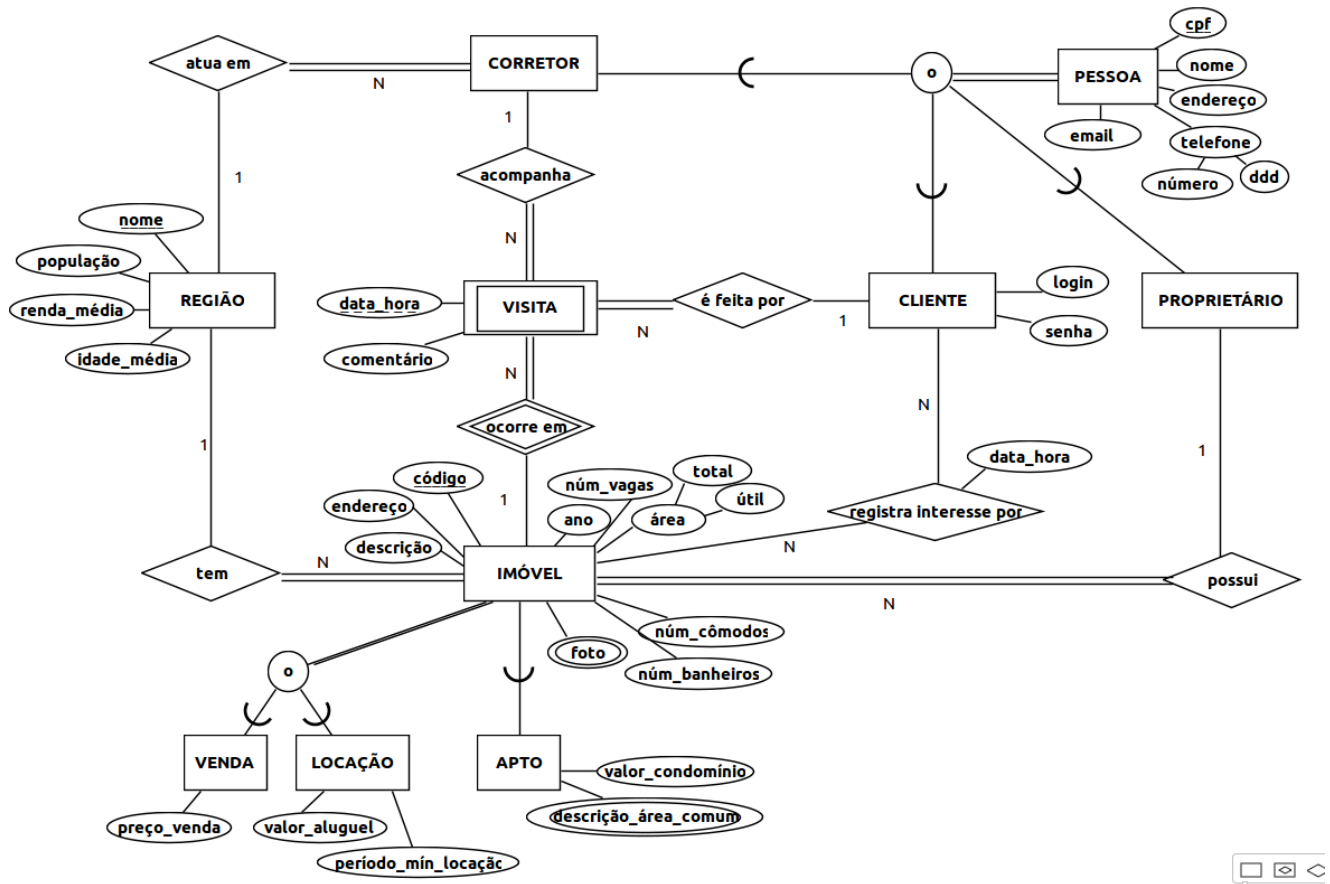 cpf
atua em
CORRETOR
o
PESSOA
nome
endereço
email
telefone
número
ddd
N
1
acompanha
1
N
nome
população
renda_média
idade_média
REGIÃO
data_hora
comentário
VISITA
N
é feita por
1
CLIENTE
login
senha
PROPRIETÁRIO
N
ocorre em
1
1
N
data_hora
registra interesse por
N
1
código
endereço
descrição
núm_vagas
ano
área
total
útil
tem
N
IMÓVEL
possui
N
foto
núm_cômodos
núm_banheiros
o
VENDA
LOCAÇÃO
APTO
preço_venda
valor_aluguel
período_mín_locação
valor_condomínio
descrição_área_comum